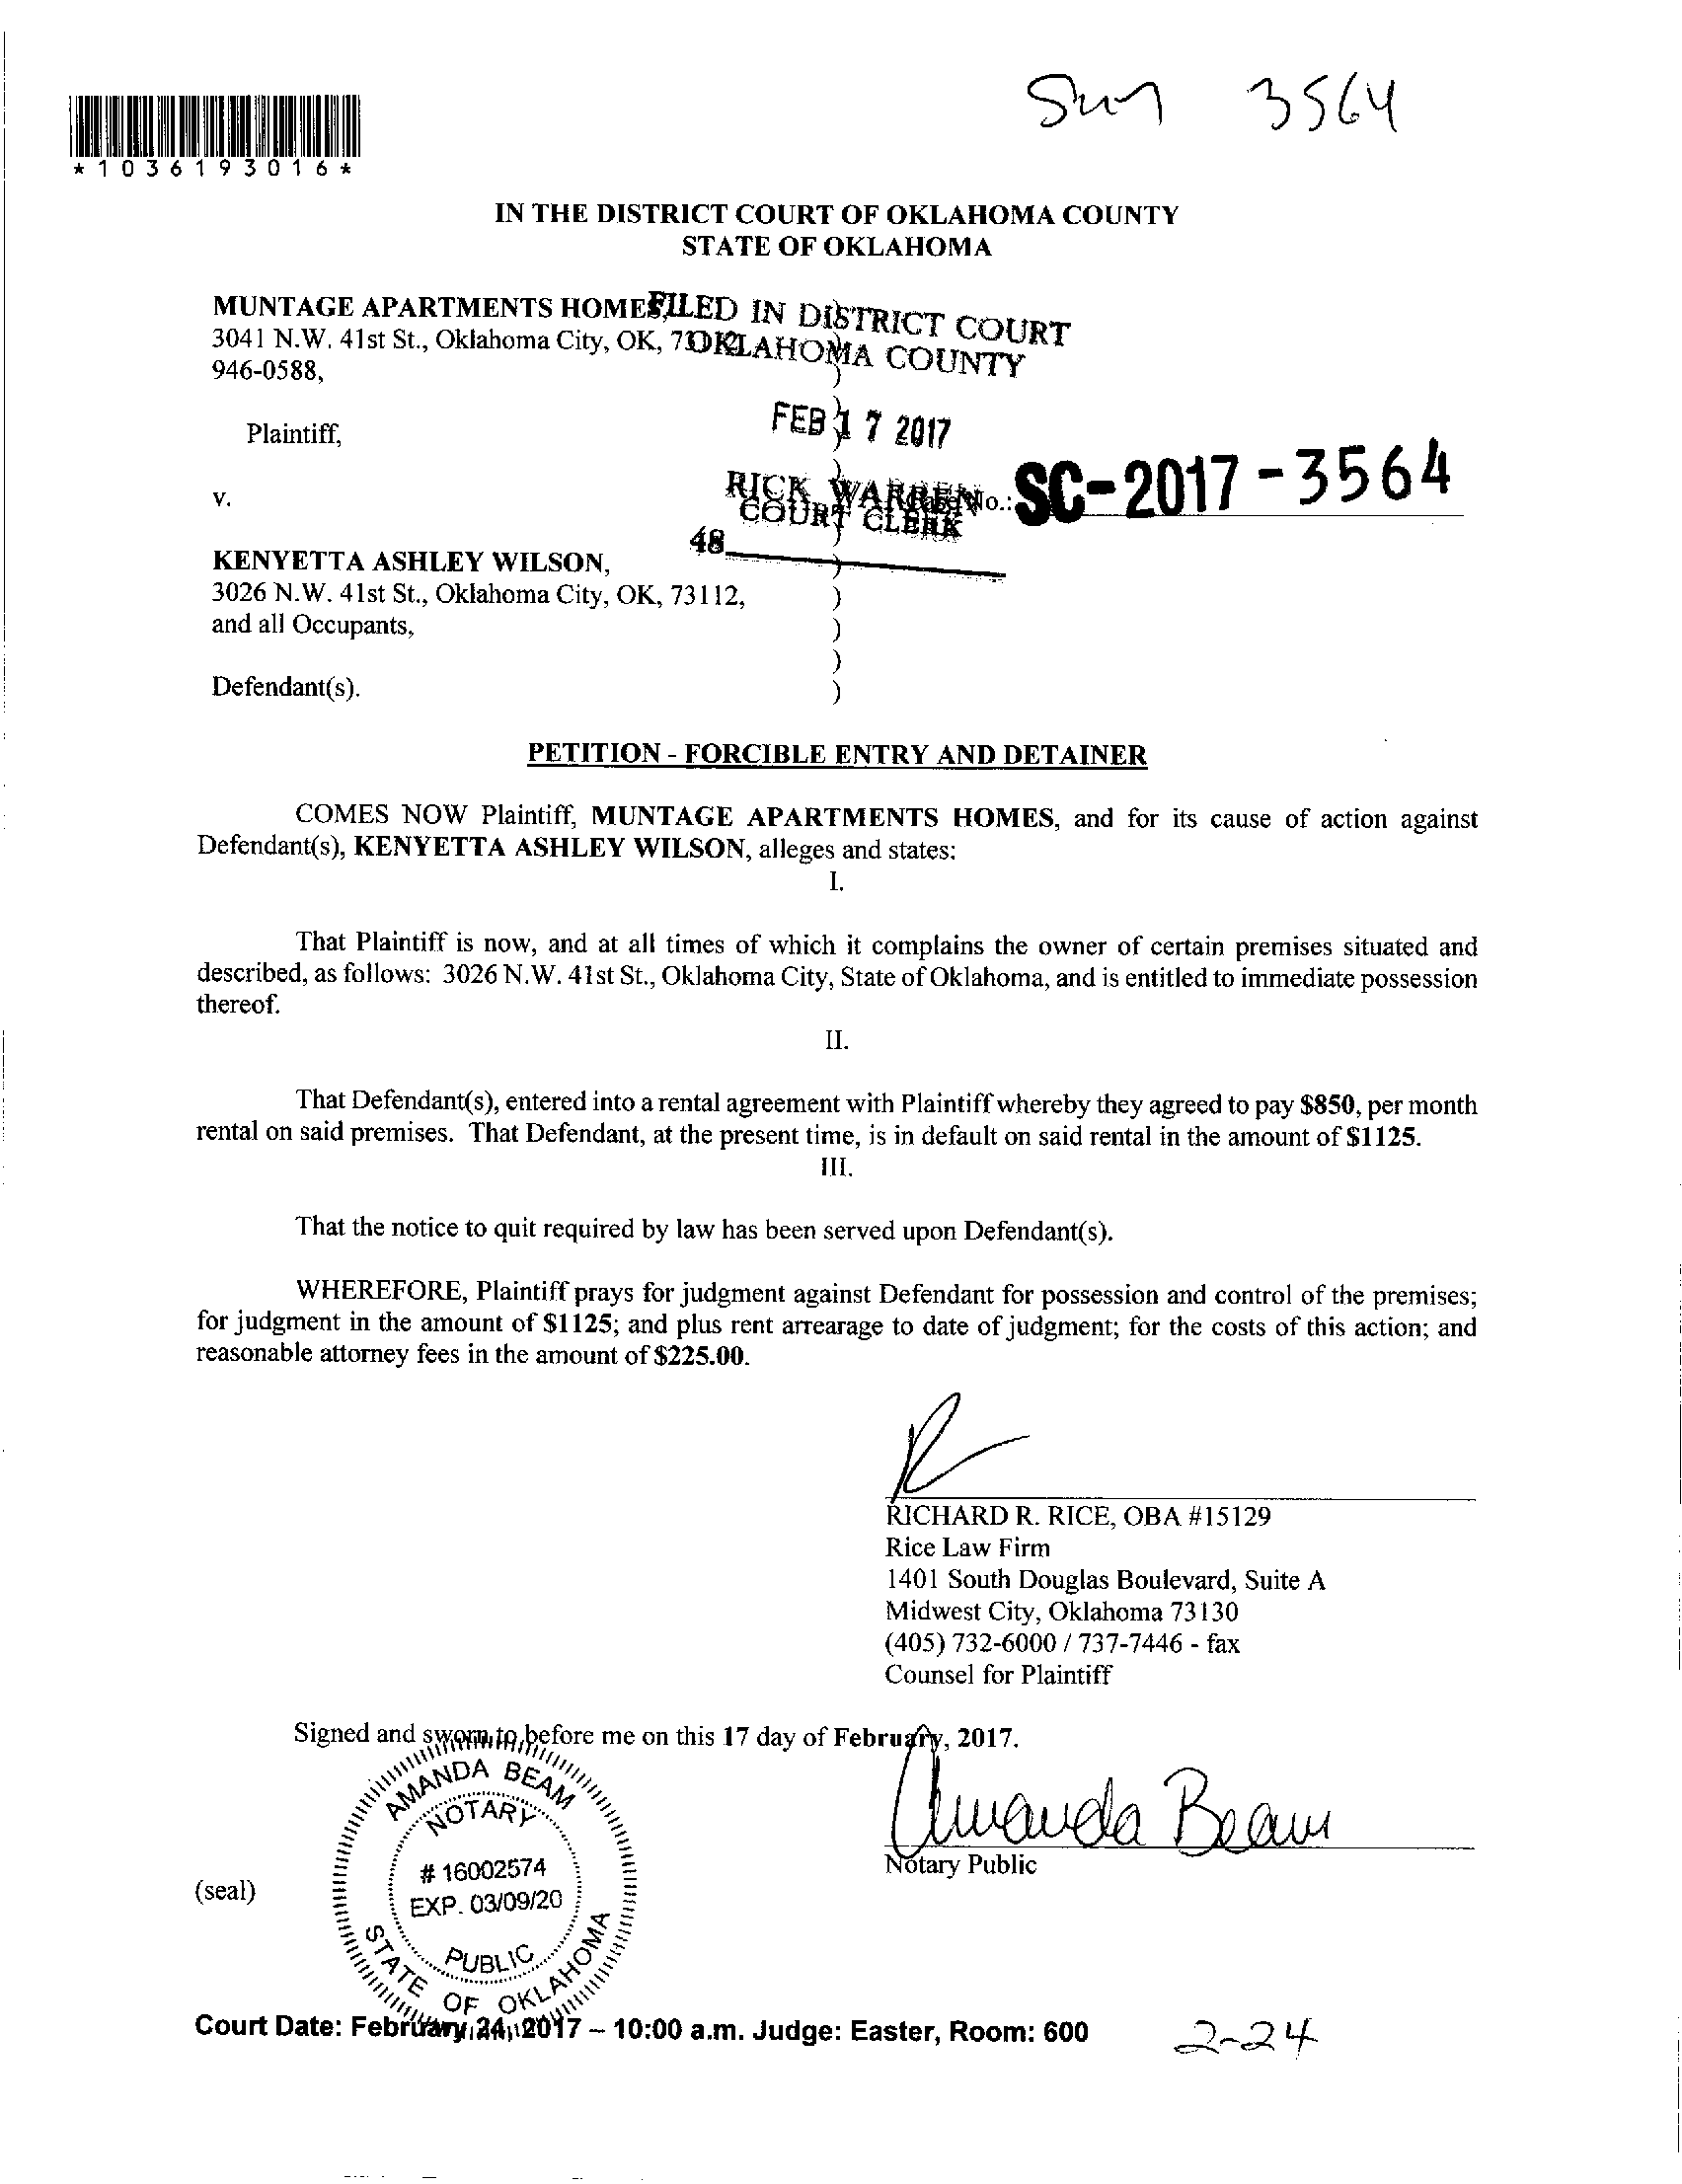 3564
*1036193016*
IN THE DISTRICT COURT OF OKLAHOMA COUNTY
STATE OF OKLAHOMA
MUNTAGE APARTMENTS HOMES,
FILED IN DISTRICT COURT
3041 N.W. 41st St., Oklahoma City, OK,
OKLAHOMA COUNTY
946-0588,
)
FEB 17 2017
)
Plaintiff,
)
v.
RICK WARREN
COURT CLERK
Case No.: SC-2017-3564
48
)
KENYETTA ASHLEY WILSON,
)
3026 N.W. 41st St., Oklahoma City, OK, 73112,
)
and all Occupants,
)
)
Defendant(s).
)
PETITION - FORCIBLE ENTRY AND DETAINER
COMES NOW Plaintiff, MUNTAGE APARTMENTS HOMES, and for its cause of action against
Defendant(s), KENYETTA ASHLEY WILSON, alleges and states:
I.
That Plaintiff is now, and at all times of which it complains the owner of certain premises situated and
described, as follows: 3026 N.W. 41st St., Oklahoma City, State of Oklahoma, and is entitled to immediate possession
thereof.
II.
That Defendant(s), entered into a rental agreement with Plaintiff whereby they agreed to pay $850, per month
rental on said premises. That Defendant, at the present time, is in default on said rental in the amount of $1125.
III.
That the notice to quit required by law has been served upon Defendant(s).
WHEREFORE, Plaintiff prays for judgment against Defendant for possession and control of the premises;
for judgment in the amount of $1125; and plus rent arrearage to date of judgment; for the costs of this action; and
reasonable attorney fees in the amount of $225.00.
RICHARD R. RICE, OBA #15129
Rice Law Firm
1401 South Douglas Boulevard, Suite A
Midwest City, Oklahoma 73130
(405) 732-6000 / 737-7446 - fax
Counsel for Plaintiff
Signed and sworn to before me on this 17 day of February, 2017.
Amanda Beam
Notary Public
(seal)
AMANDA BEAM
NOTARY
# 16002574
EXP. 03/09/20
PUBLIC
STATE OF OKLAHOMA
Court Date: February 24, 2017 – 10:00 a.m. Judge: Easter, Room: 600
2-24